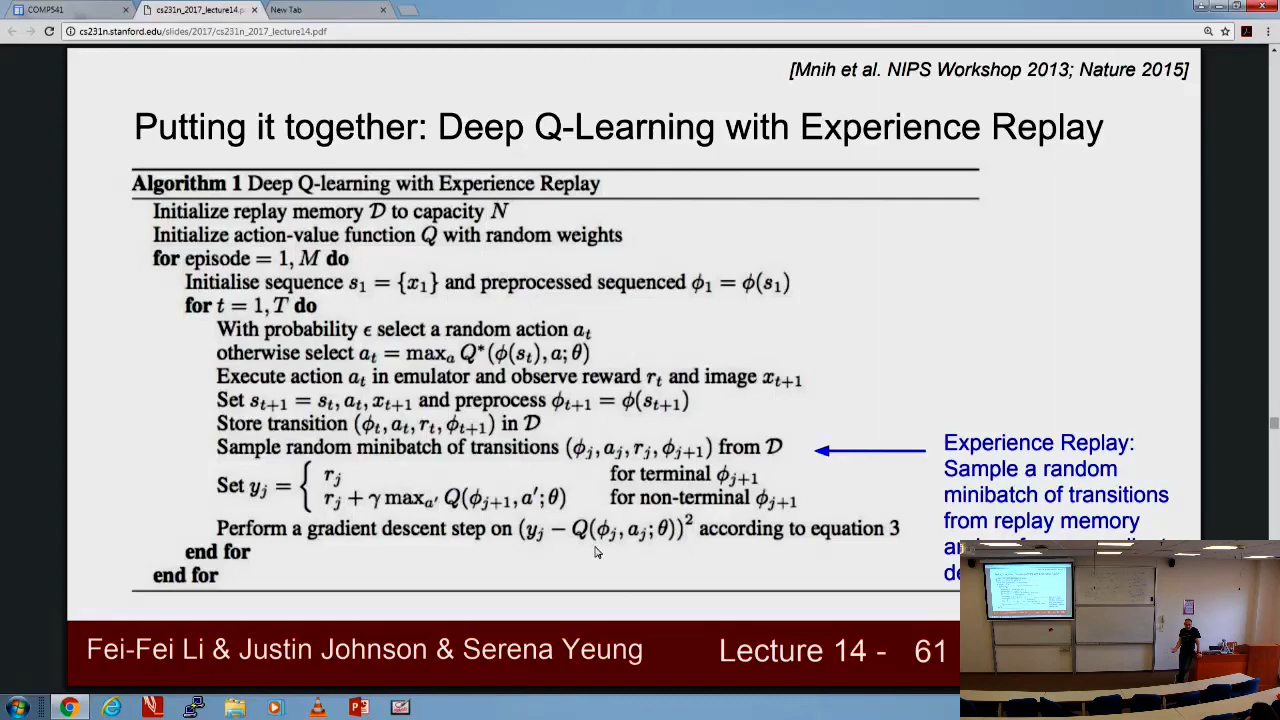 COMP541
cs231n_2017_lecture14.p
New Tab
cs231n.stanford.edu/slides/2017/cs231n_2017_lecture14.pdf
[Mnih et al. NIPS Workshop 2013; Nature 2015]
Putting it together: Deep Q-Learning with Experience Replay
Algorithm 1 Deep Q-learning with Experience Replay
Initialize replay memory 𝒟 to capacity N
Initialize action-value function Q with random weights
for episode = 1, M do
Initialise sequence s₁ = {x₁} and preprocessed sequenced ϕ₁ = ϕ(s₁)
for t = 1, T do
With probability ϵ select a random action aₜ
otherwise select aₜ = maxₐ Q*(ϕ(sₜ), a; θ)
Execute action aₜ in emulator and observe reward rₜ and image xₜ₊₁
Set sₜ₊₁ = sₜ, aₜ, xₜ₊₁ and preprocess ϕₜ₊₁ = ϕ(sₜ₊₁)
Store transition (ϕₜ, aₜ, rₜ, ϕₜ₊₁) in 𝒟
Sample random minibatch of transitions (ϕⱼ, aⱼ, rⱼ, ϕⱼ₊₁) from 𝒟
Set yⱼ = { rⱼ for terminal ϕⱼ₊₁
rⱼ + γ maxₐ′ Q(ϕⱼ₊₁, a′; θ) for non-terminal ϕⱼ₊₁
Perform a gradient descent step on (yⱼ − Q(ϕⱼ, aⱼ; θ))² according to equation 3
end for
end for
Experience Replay:
Sample a random
minibatch of transitions
from replay memory
Fei-Fei Li & Justin Johnson & Serena Yeung
Lecture 14 - 61